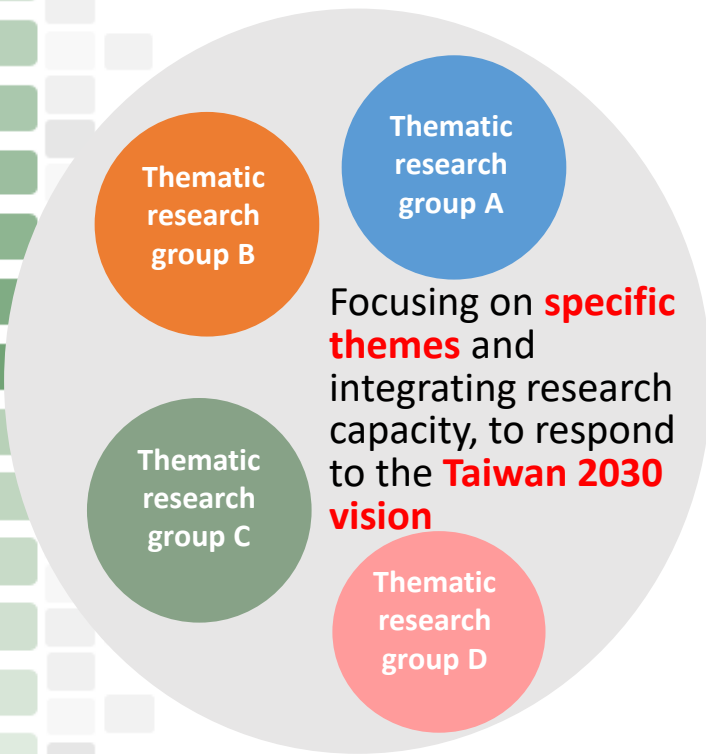 Thematic
research
group A
Thematic
research
group B
Focusing on specific
themes and
integrating research
capacity, to respond
to the Taiwan 2030
vision
Thematic
research
group C
Thematic
research
group D